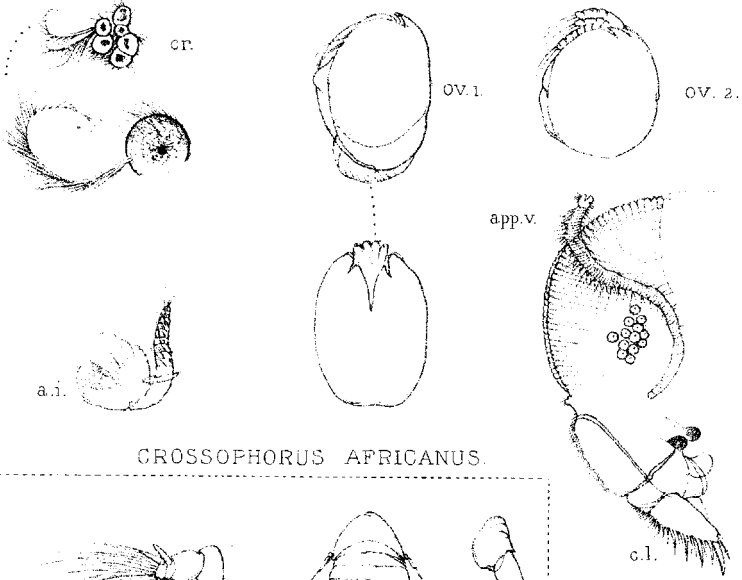 cr.
OV. 1.
OV. 2.
app.v.
a.i.
CROSSOPHORUS AFRICANUS.
c.l.